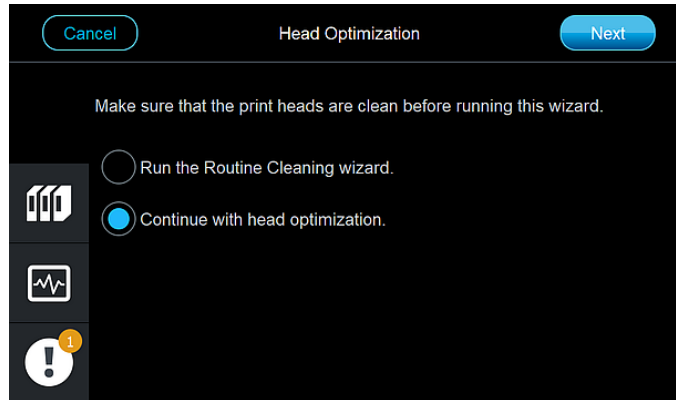 Cancel
Head Optimization
Next
Make sure that the print heads are clean before running this wizard.
Run the Routine Cleaning wizard.
Continue with head optimization.
1